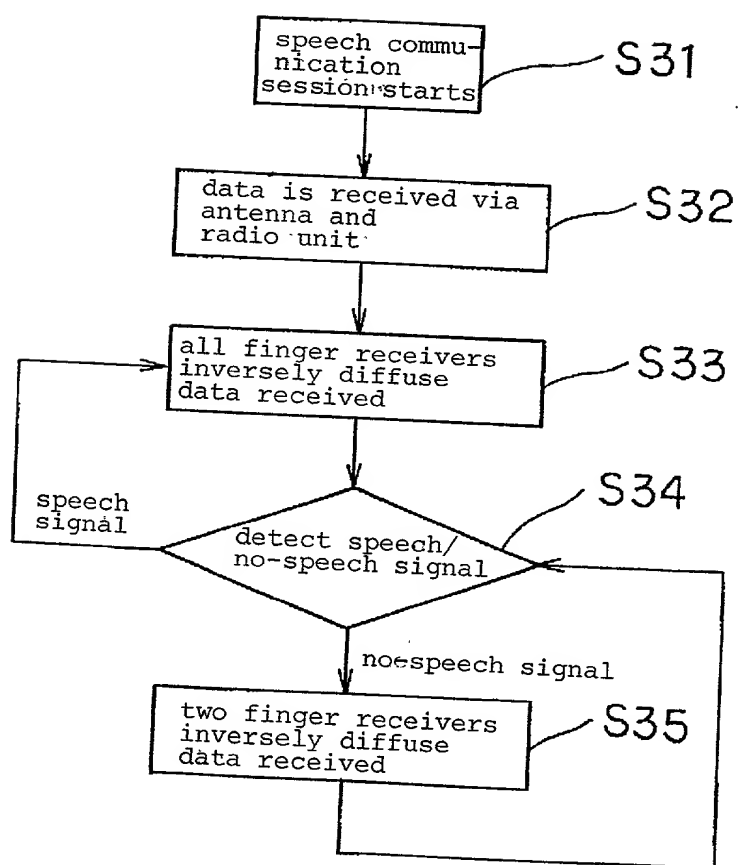 speech commu-
nication
session starts
S31
data is received via
antenna and
radio unit
S32
all finger receivers
inversely diffuse
data received
S33
speech
signal
detect speech/
no-speech signal
S34
no-speech signal
two finger receivers
inversely diffuse
data received
S35